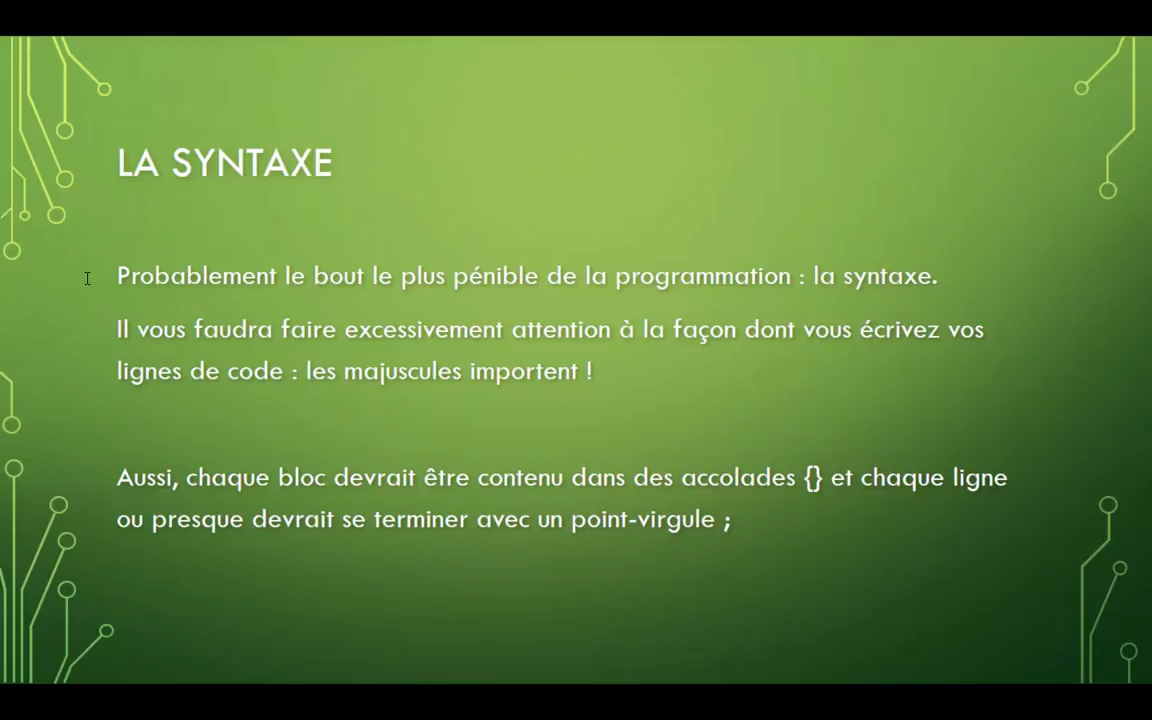 LA SYNTAXE
Probablement le bout le plus pénible de la programmation : la syntaxe.
Il vous faudra faire excessivement attention à la façon dont vous écrivez vos
lignes de code : les majuscules importent !
Aussi, chaque bloc devrait être contenu dans des accolades {} et chaque ligne
ou presque devrait se terminer avec un point-virgule ;